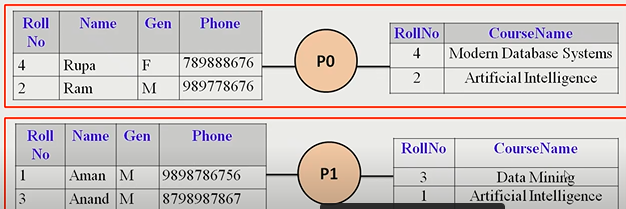 Roll No Name Gen Phone
4 Rupa F 789888676
2 Ram M 989778676
P0
RollNo CourseName
4 Modern Database Systems
2 Artificial Intelligence
Roll No Name Gen Phone
1 Aman M 9898786756
3 Anand M 8798987867
P1
RollNo CourseName
3 Data Mining
1 Artificial Intelligence